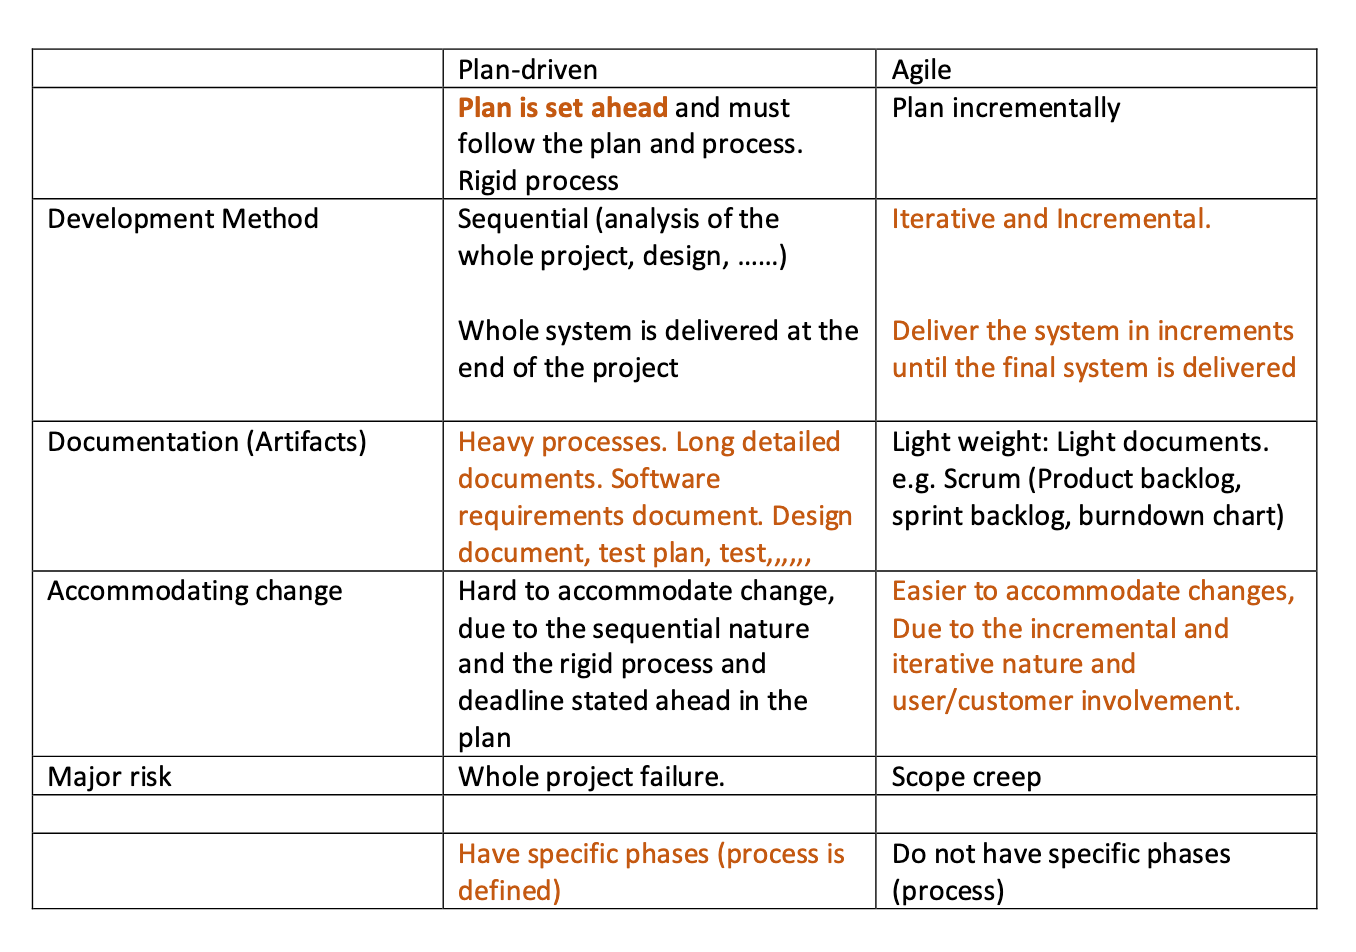 Plan-driven
Agile
Plan is set ahead and must
follow the plan and process.
Rigid process
Plan incrementally
Development Method
Sequential (analysis of the
whole project, design, ......)
Whole system is delivered at the
end of the project
Iterative and Incremental.
Deliver the system in increments
until the final system is delivered
Documentation (Artifacts)
Heavy processes. Long detailed
documents. Software
requirements document. Design
document, test plan, test,,,,,,
Light weight: Light documents.
e.g. Scrum (Product backlog,
sprint backlog, burndown chart)
Accommodating change
Hard to accommodate change,
due to the sequential nature
and the rigid process and
deadline stated ahead in the
plan
Easier to accommodate changes,
Due to the incremental and
iterative nature and
user/customer involvement.
Major risk
Whole project failure.
Scope creep
Have specific phases (process is
defined)
Do not have specific phases
(process)